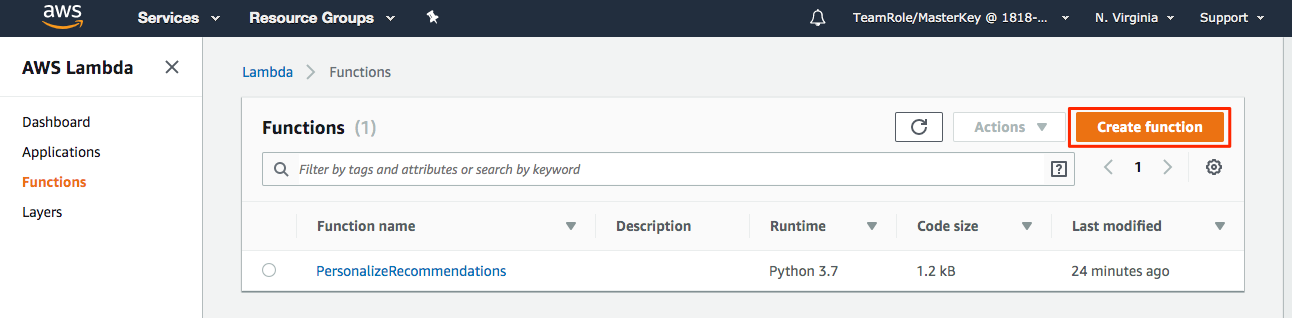 aws Services Resource Groups TeamRole/MasterKey @ 1818-... N. Virginia Support
AWS Lambda
Dashboard
Applications
Functions
Layers
Lambda > Functions
Functions (1) Actions Create function
Filter by tags and attributes or search by keyword ? 1
Function name Description Runtime Code size Last modified
PersonalizeRecommendations Python 3.7 1.2 kB 24 minutes ago